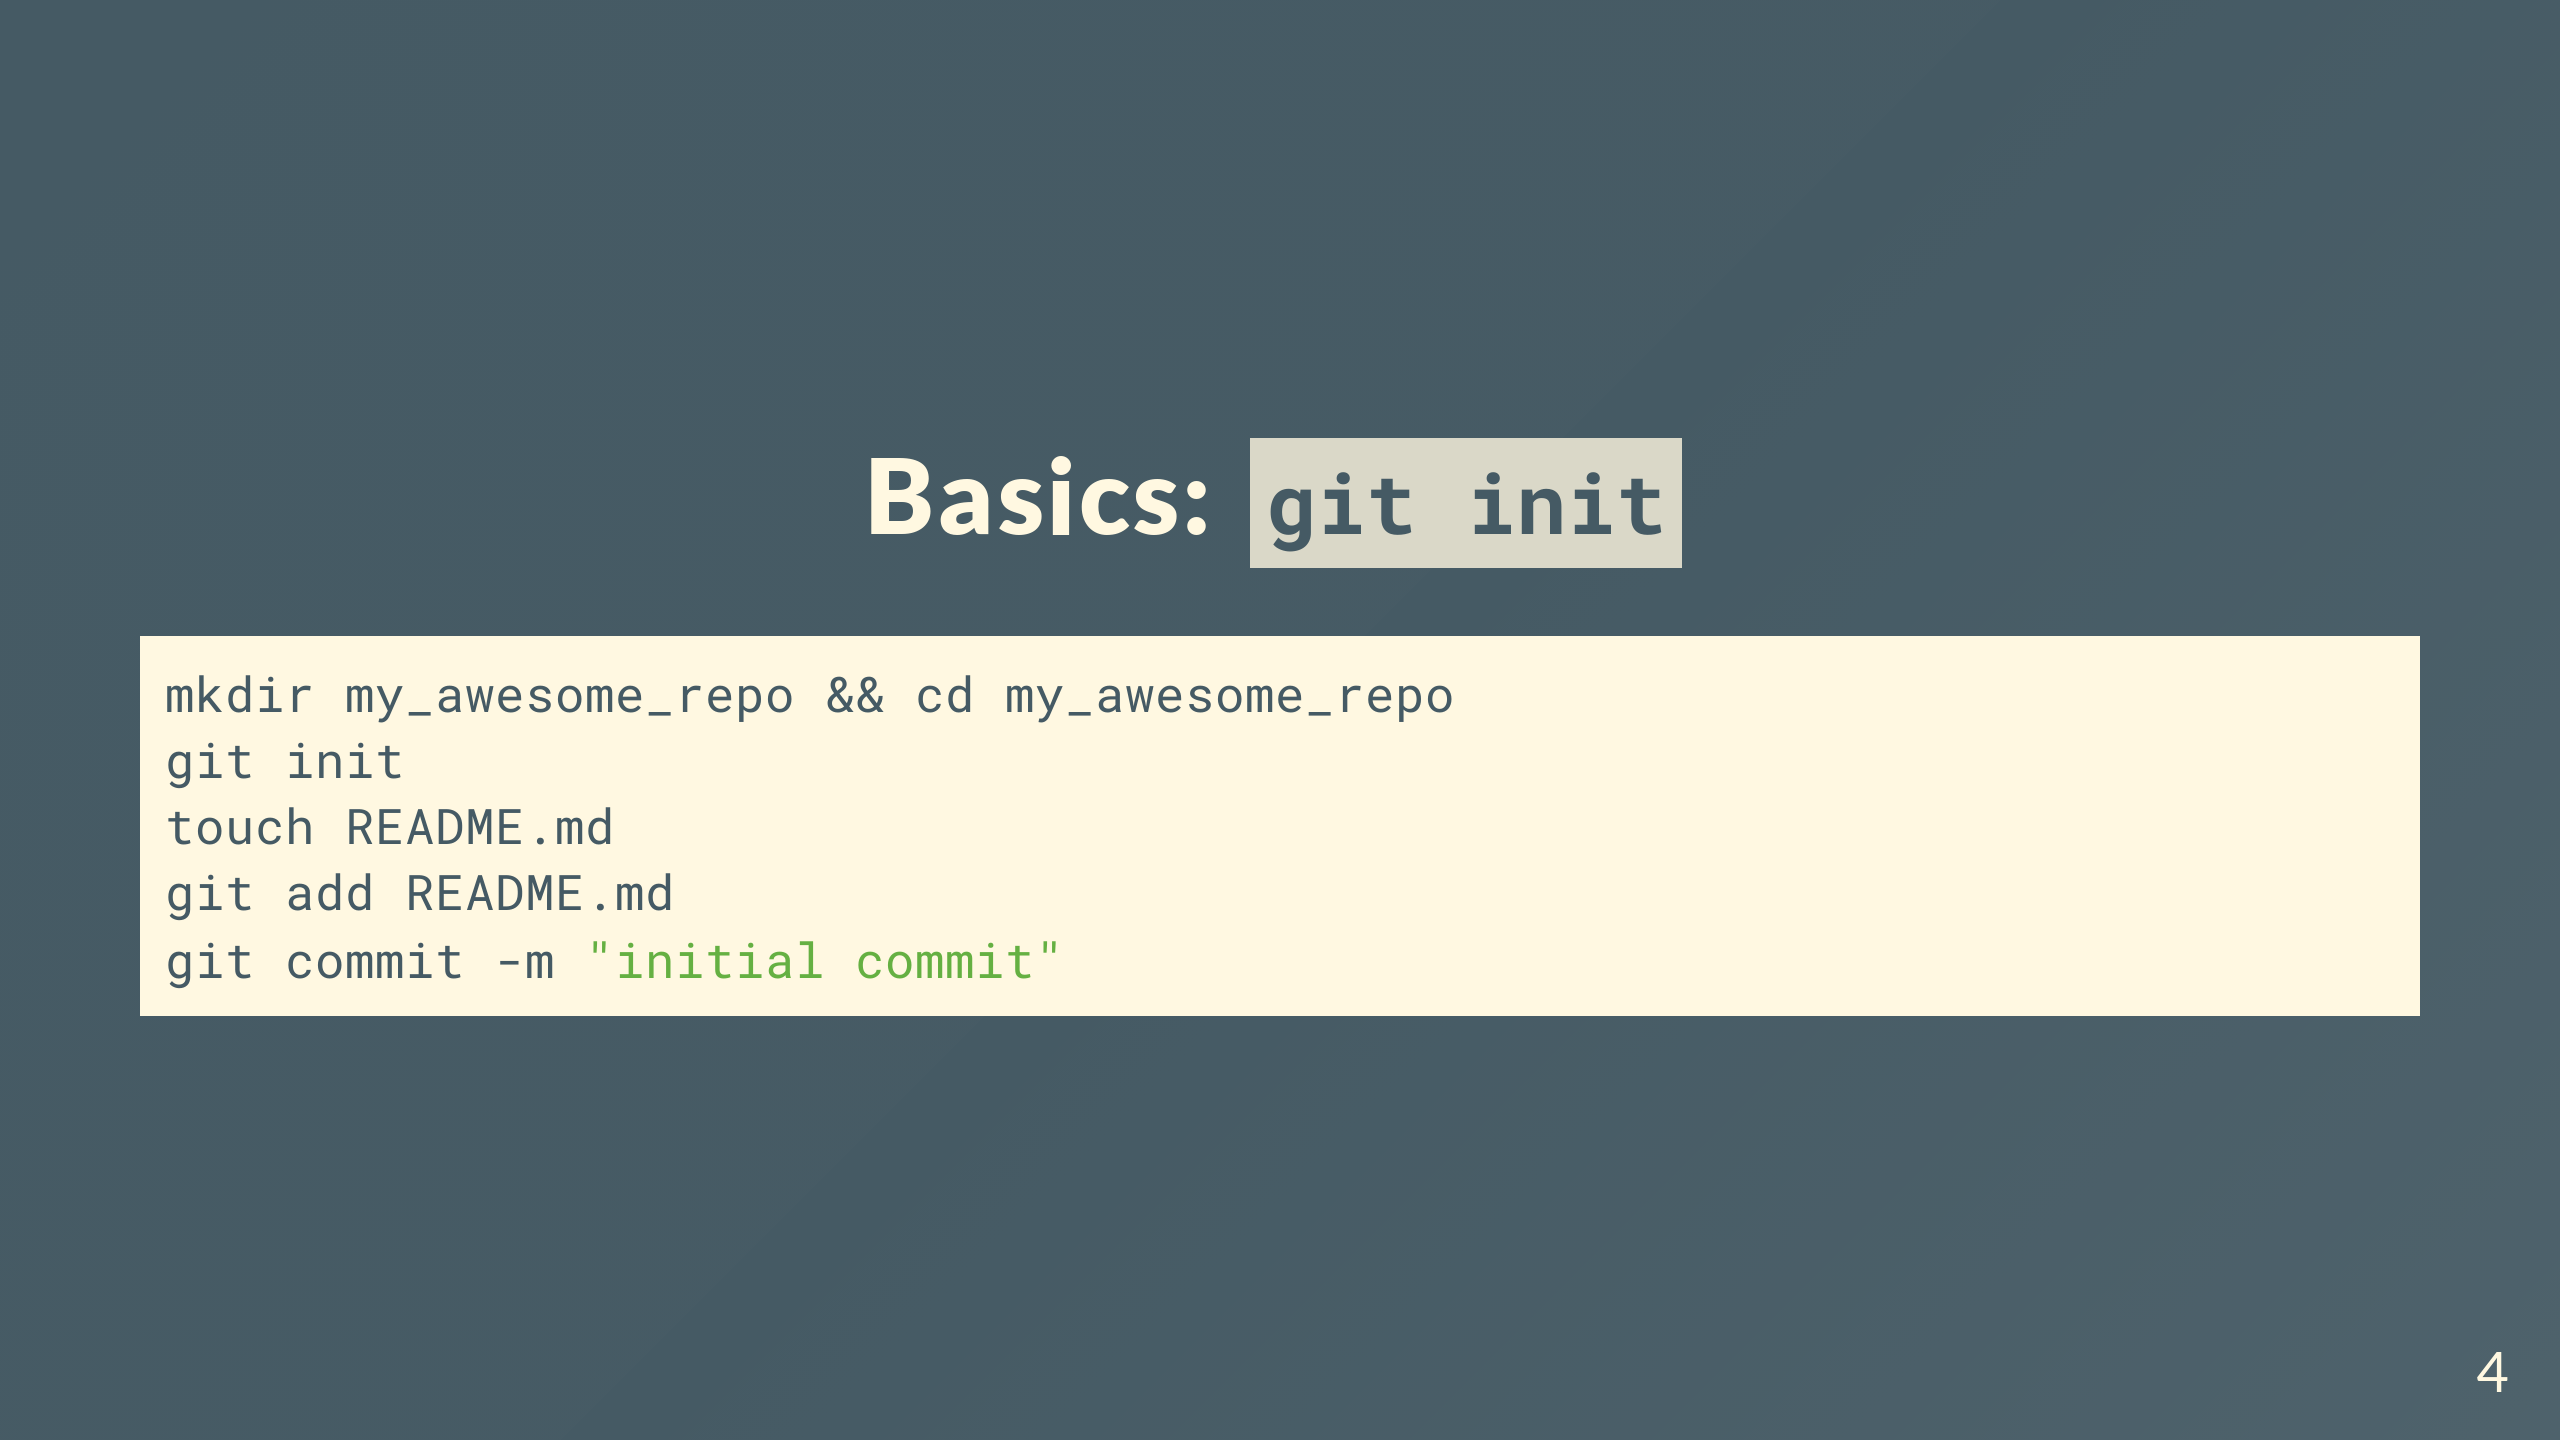 Basics: git init
mkdir my_awesome_repo && cd my_awesome_repo
git init
touch README.md
git add README.md
git commit -m "initial commit"
4